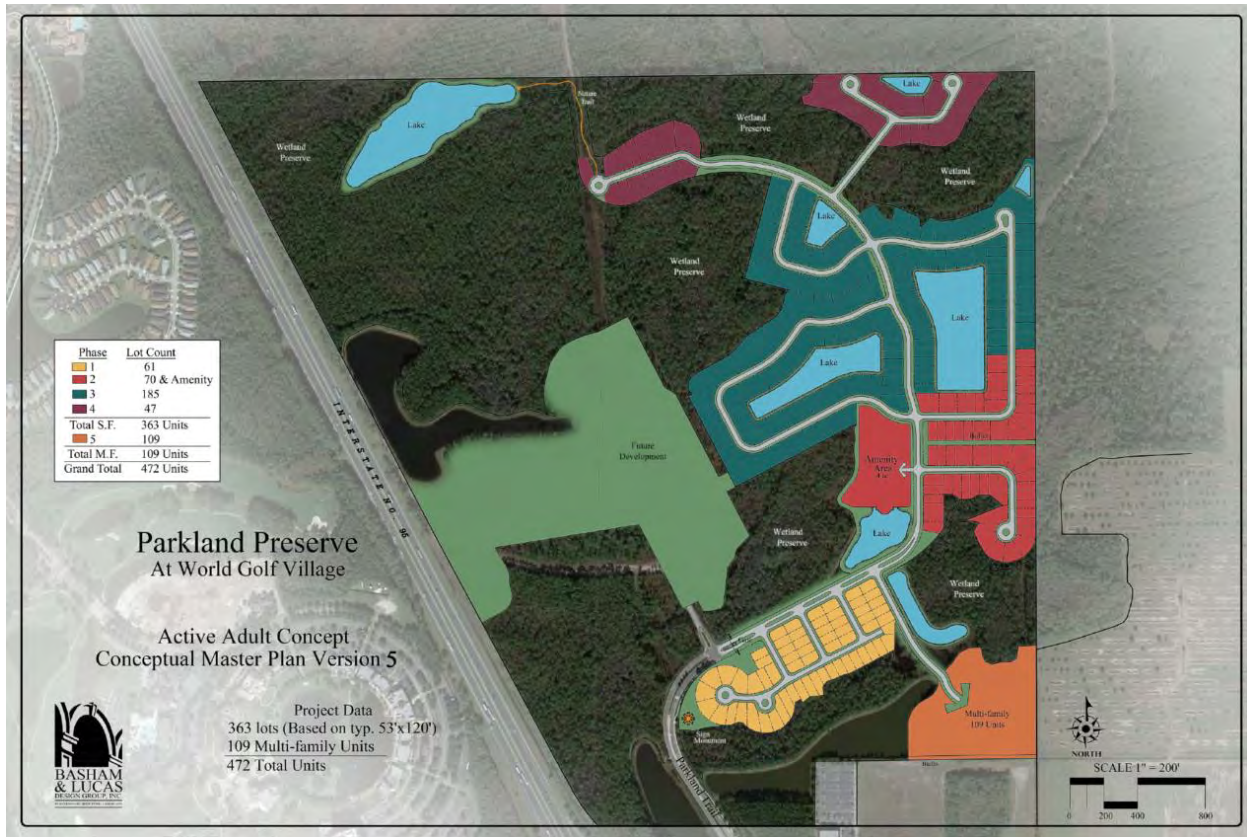 Lake
Lake
Nature
Trail
Wetland
Preserve
Wetland
Preserve
Wetland
Preserve
Lake
Wetland
Preserve
Lake
Lake
Phase Lot Count
1 61
2 70 & Amenity
3 185
4 47
Total S.F. 363 Units
5 109
Total M.F. 109 Units
Grand Total 472 Units
INTERSTATE NO. 95
Future
Development
Buffer
Amenity
Area
Wetland
Preserve
Lake
Wetland
Preserve
Parkland Preserve
At World Golf Village
Active Adult Concept
Conceptual Master Plan Version 5
Project Data
363 lots (Based on typ. 53'x120')
109 Multi-family Units
472 Total Units
Sign
Monument
Parkland Trail
Multi-family
109 Units
Buffer
BASHAM
& LUCAS
DESIGN GROUP, INC.
NORTH
SCALE 1" = 200'
0 200 400 800